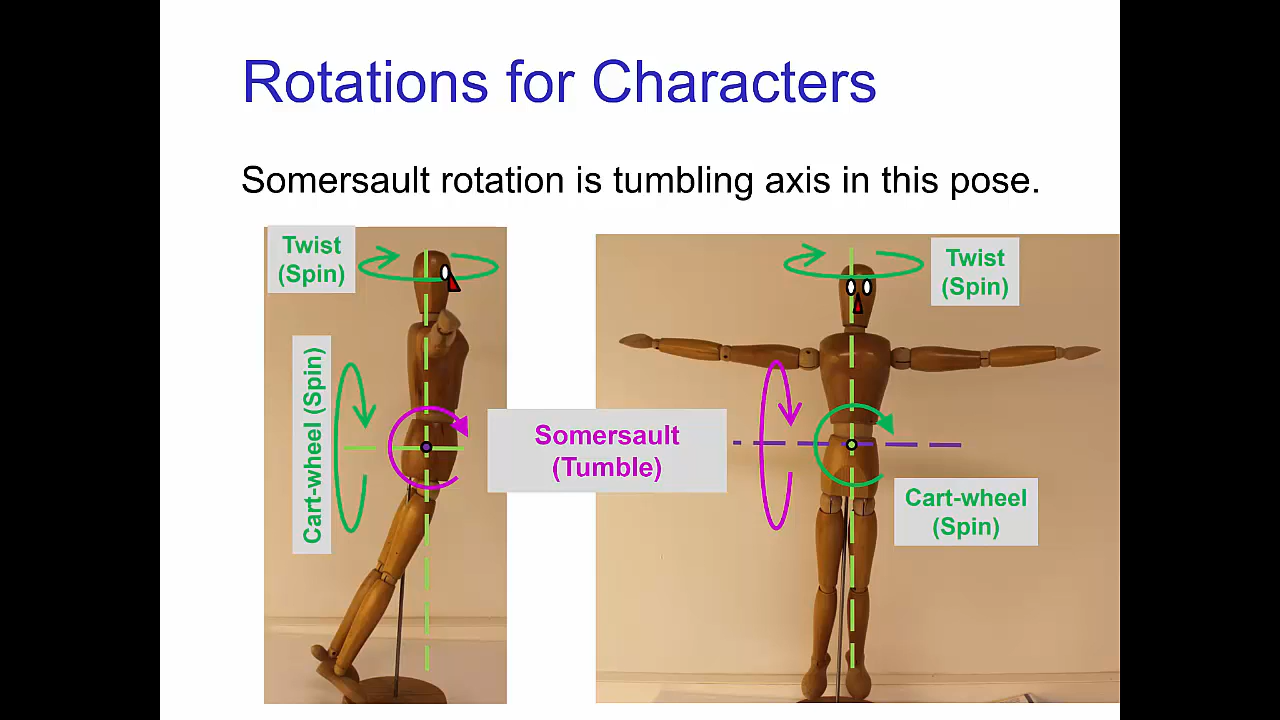 Rotations for Characters
Somersault rotation is tumbling axis in this pose.
Twist
(Spin)
Cart-wheel (Spin)
Somersault
(Tumble)
Twist
(Spin)
Cart-wheel
(Spin)